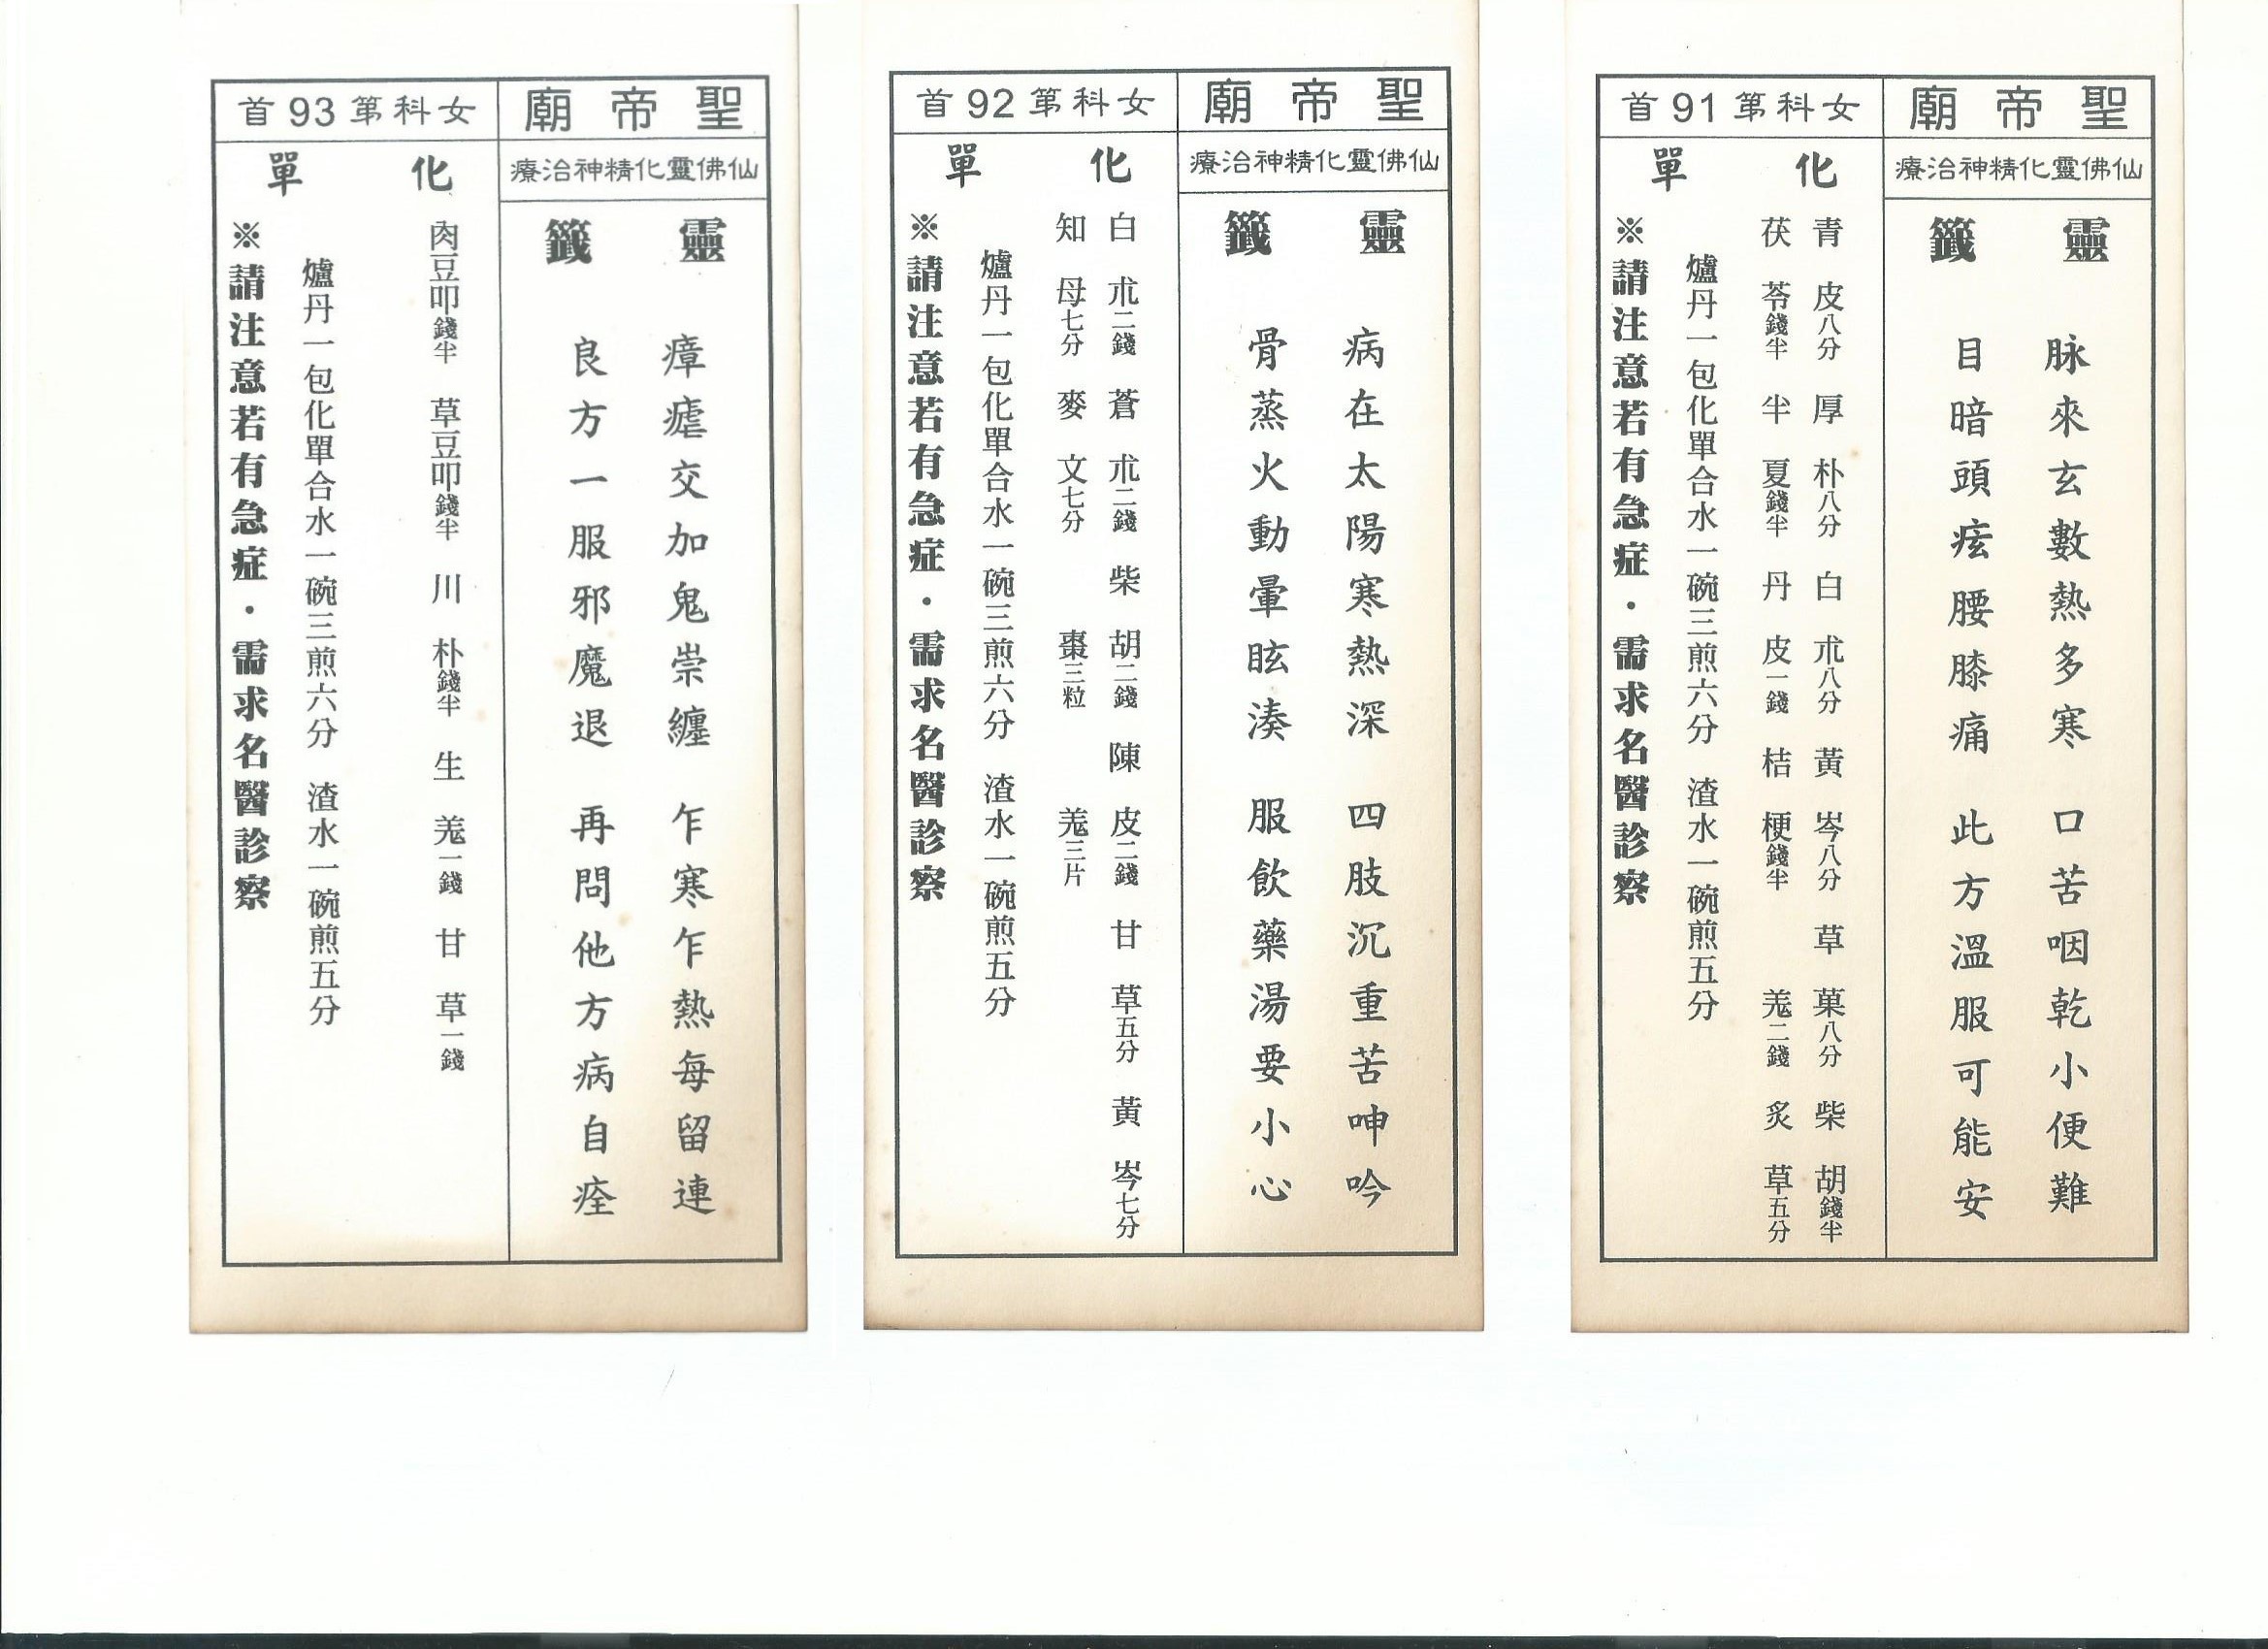 聖帝廟
女科第91首
仙佛靈化精神治療
靈籤
脉來玄數熱多寒　口苦咽乾小便難
目暗頭痃腰膝痛　此方溫服可能安
化單
青皮八分　厚朴八分　白朮八分　黃岑八分　草菓八分　柴胡錢半
茯苓錢半　半夏錢半　丹皮一錢　桔梗錢半　羗二錢　炙草五分
爐丹一包化單合水一碗三煎六分　渣水一碗煎五分
※請注意若有急症．需求名醫診察
聖帝廟
女科第92首
仙佛靈化精神治療
靈籤
病在太陽寒熱深　四肢沉重苦呻吟
骨蒸火動暈眩湊　服飲藥湯要小心
化單
白朮二錢　蒼朮二錢　柴胡二錢　陳皮二錢　甘草五分　黃岑七分
知母七分　麥文七分　棗三粒　羗三片
爐丹一包化單合水一碗三煎六分　渣水一碗煎五分
※請注意若有急症．需求名醫診察
聖帝廟
女科第93首
仙佛靈化精神治療
靈籤
瘴瘧交加鬼崇纏　乍寒乍熱每留連
良方一服邪魔退　再問他方病自痊
化單
肉豆叩錢半　草豆叩錢半　川朴錢半　生羗一錢　甘草一錢
爐丹一包化單合水一碗三煎六分　渣水一碗煎五分
※請注意若有急症．需求名醫診察